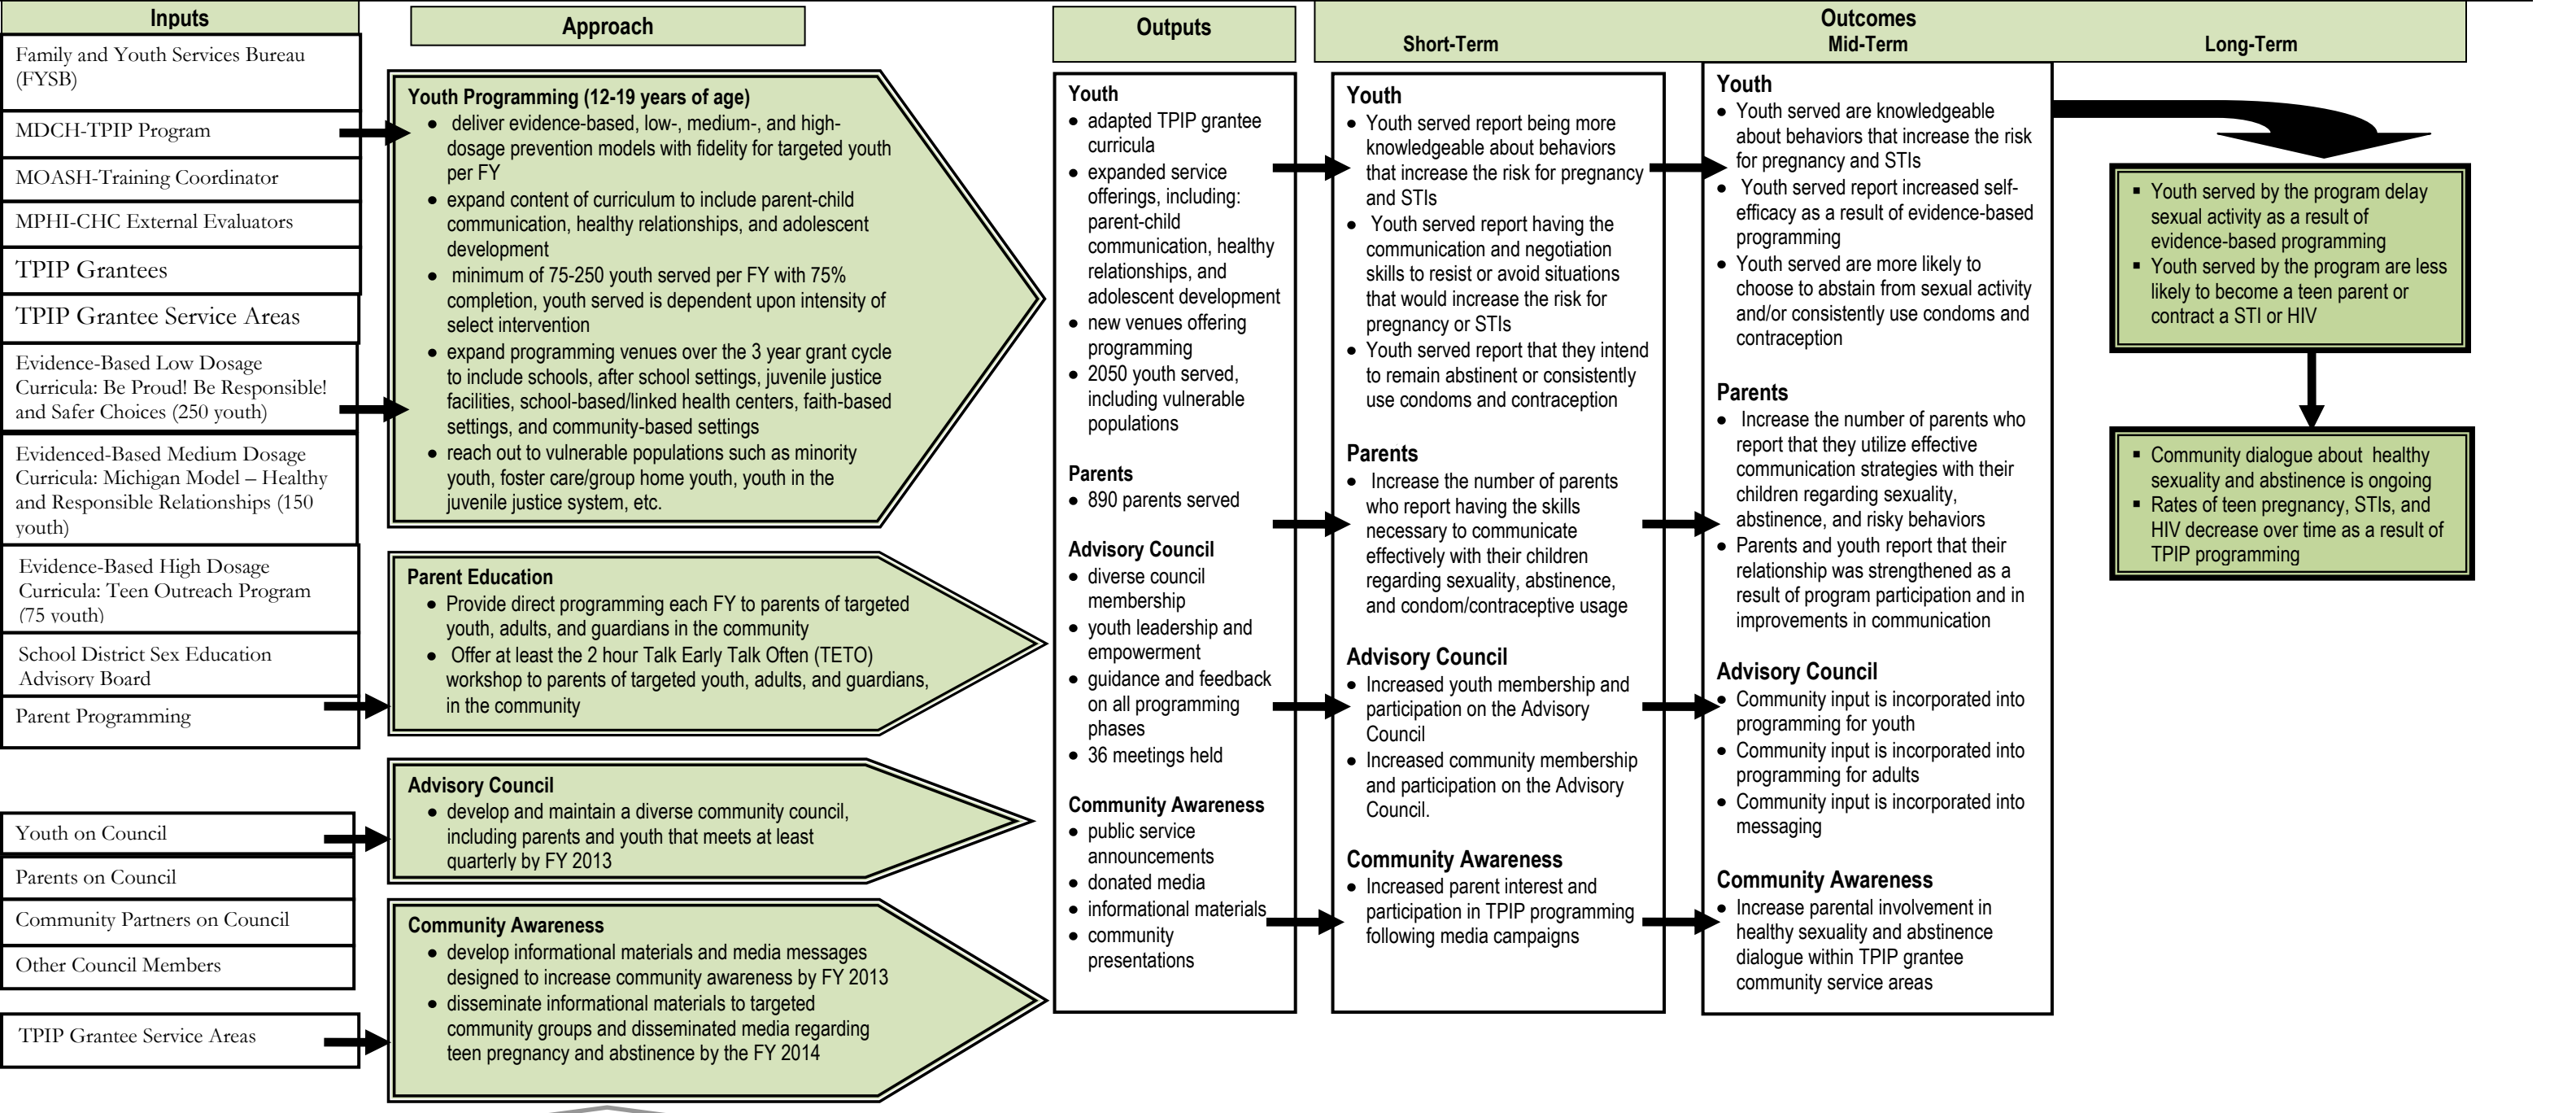 Inputs
Family and Youth Services Bureau
(FYSB)
MDCH-TPIP Program
MOASH-Training Coordinator
MPHI-CHC External Evaluators
TPIP Grantees
TPIP Grantee Service Areas
Evidence-Based Low Dosage
Curricula: Be Proud! Be Responsible!
and Safer Choices (250 youth)
Evidenced-Based Medium Dosage
Curricula: Michigan Model – Healthy
and Responsible Relationships (150
youth)
Evidence-Based High Dosage
Curricula: Teen Outreach Program
(75 youth)
School District Sex Education
Advisory Board
Parent Programming
Youth on Council
Parents on Council
Community Partners on Council
Other Council Members
TPIP Grantee Service Areas
Approach
Youth Programming (12-19 years of age)
● deliver evidence-based, low-, medium-, and high-
dosage prevention models with fidelity for targeted youth
per FY
● expand content of curriculum to include parent-child
communication, healthy relationships, and adolescent
development
● minimum of 75-250 youth served per FY with 75%
completion, youth served is dependent upon intensity of
select intervention
● expand programming venues over the 3 year grant cycle
to include schools, after school settings, juvenile justice
facilities, school-based/linked health centers, faith-based
settings, and community-based settings
● reach out to vulnerable populations such as minority
youth, foster care/group home youth, youth in the
juvenile justice system, etc.
Parent Education
● Provide direct programming each FY to parents of targeted
youth, adults, and guardians in the community
● Offer at least the 2 hour Talk Early Talk Often (TETO)
workshop to parents of targeted youth, adults, and guardians,
in the community
Advisory Council
● develop and maintain a diverse community council,
including parents and youth that meets at least
quarterly by FY 2013
Community Awareness
● develop informational materials and media messages
designed to increase community awareness by FY 2013
● disseminate informational materials to targeted
community groups and disseminated media regarding
teen pregnancy and abstinence by the FY 2014
Outputs
Youth
● adapted TPIP grantee
curricula
● expanded service
offerings, including:
parent-child
communication, healthy
relationships, and
adolescent development
● new venues offering
programming
● 2050 youth served,
including vulnerable
populations
Parents
● 890 parents served
Advisory Council
● diverse council
membership
● youth leadership and
empowerment
● guidance and feedback
on all programming
phases
● 36 meetings held
Community Awareness
● public service
announcements
● donated media
● informational materials
● community
presentations
Outcomes
Short-Term
Mid-Term
Long-Term
Youth
● Youth served report being more
knowledgeable about behaviors
that increase the risk for pregnancy
and STIs
● Youth served report having the
communication and negotiation
skills to resist or avoid situations
that would increase the risk for
pregnancy or STIs
● Youth served report that they intend
to remain abstinent or consistently
use condoms and contraception
Parents
● Increase the number of parents
who report having the skills
necessary to communicate
effectively with their children
regarding sexuality, abstinence,
and condom/contraceptive usage
Advisory Council
● Increased youth membership and
participation on the Advisory
Council
● Increased community membership
and participation on the Advisory
Council.
Community Awareness
● Increased parent interest and
participation in TPIP programming
following media campaigns
Youth
● Youth served are knowledgeable
about behaviors that increase the risk
for pregnancy and STIs
● Youth served report increased self-
efficacy as a result of evidence-based
programming
● Youth served are more likely to
choose to abstain from sexual activity
and/or consistently use condoms and
contraception
Parents
● Increase the number of parents who
report that they utilize effective
communication strategies with their
children regarding sexuality,
abstinence, and risky behaviors
● Parents and youth report that their
relationship was strengthened as a
result of program participation and in
improvements in communication
Advisory Council
● Community input is incorporated into
programming for youth
● Community input is incorporated into
programming for adults
● Community input is incorporated into
messaging
Community Awareness
● Increase parental involvement in
healthy sexuality and abstinence
dialogue within TPIP grantee
community service areas
▪ Youth served by the program delay
sexual activity as a result of
evidence-based programming
▪ Youth served by the program are less
likely to become a teen parent or
contract a STI or HIV
▪ Community dialogue about healthy
sexuality and abstinence is ongoing
▪ Rates of teen pregnancy, STIs, and
HIV decrease over time as a result of
TPIP programming